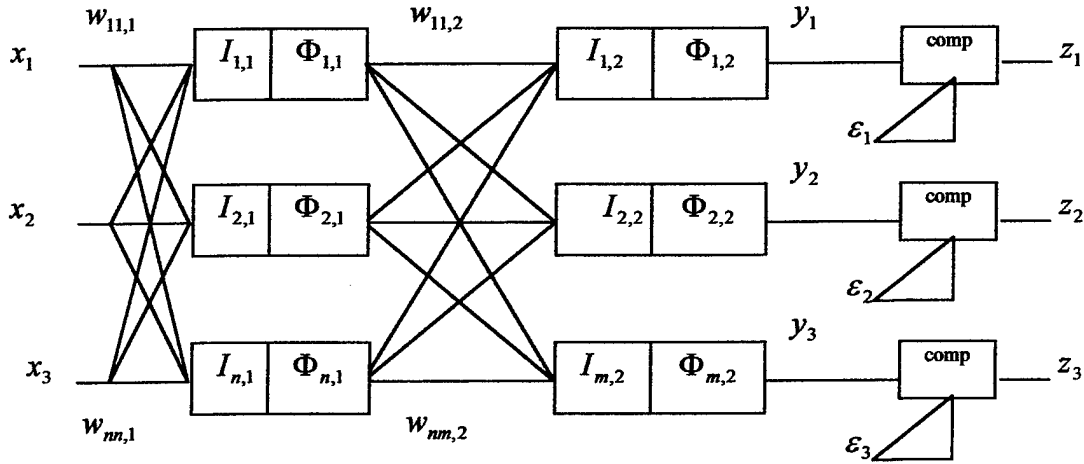 w₁₁,₁ w₁₁,₂ y₁
x₁ I₁,₁ Φ₁,₁ I₁,₂ Φ₁,₂ comp z₁
ε₁
y₂
x₂ I₂,₁ Φ₂,₁ I₂,₂ Φ₂,₂ comp z₂
ε₂
y₃
x₃ Iₙ,₁ Φₙ,₁ Iₘ,₂ Φₘ,₂ comp z₃
wₙₙ,₁ wₙₘ,₂
ε₃